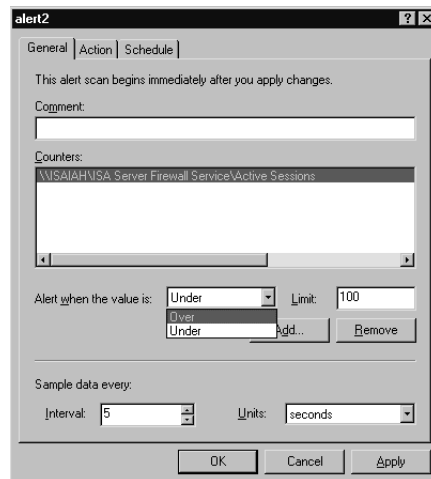 alert2
General Action Schedule
This alert scan begins immediately after you apply changes.
Comment:
Counters:
\\ISAIAH\ISA Server Firewall Service\Active Sessions
Alert when the value is: Under Limit: 100
Over
Under
Add... Remove
Sample data every:
Interval: 5 Units: seconds
OK Cancel Apply